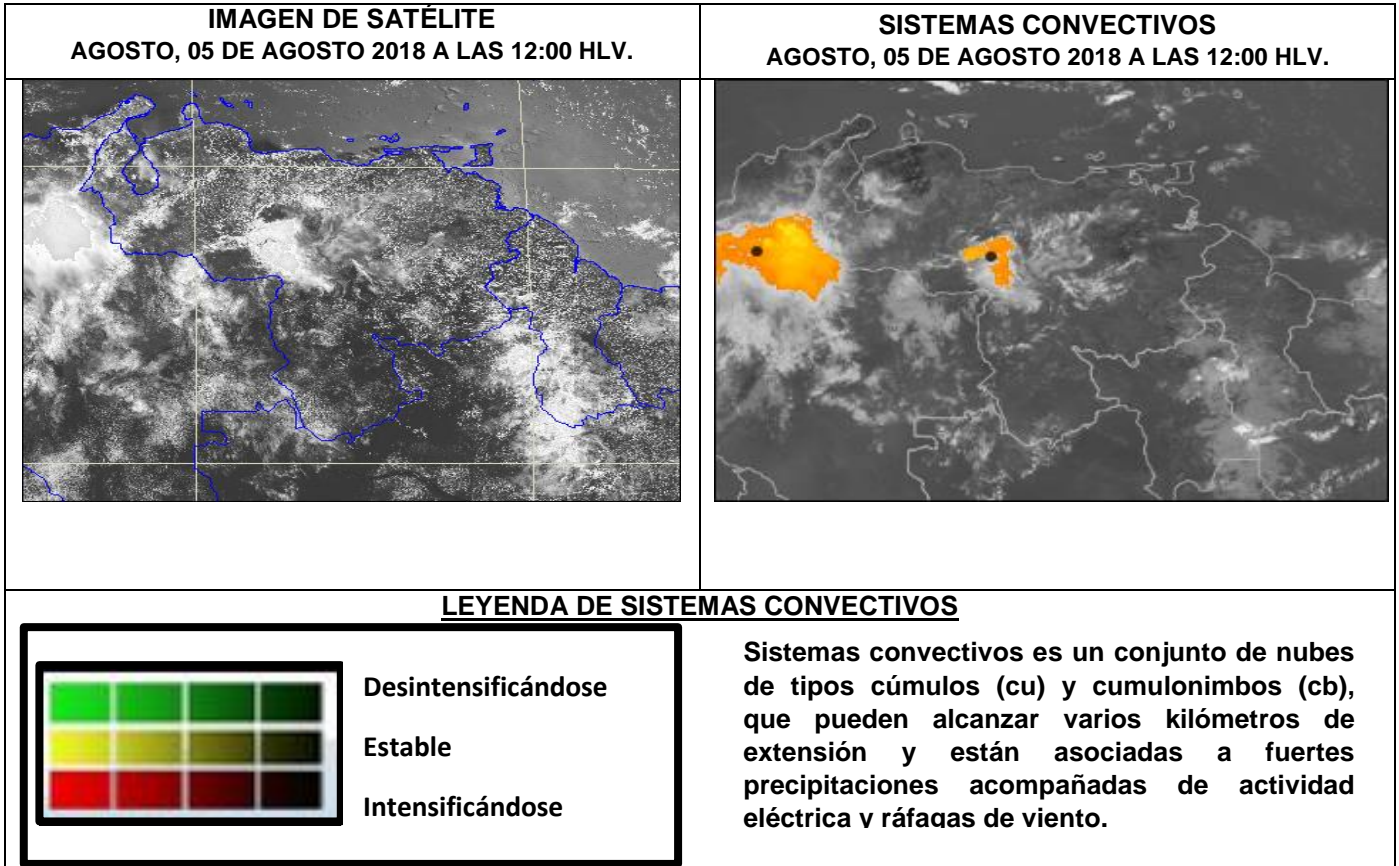 IMAGEN DE SATÉLITE
AGOSTO, 05 DE AGOSTO 2018 A LAS 12:00 HLV.
SISTEMAS CONVECTIVOS
AGOSTO, 05 DE AGOSTO 2018 A LAS 12:00 HLV.
LEYENDA DE SISTEMAS CONVECTIVOS
Desintensificándose
Estable
Intensificándose
Sistemas convectivos es un conjunto de nubes
de tipos cúmulos (cu) y cumulonimbos (cb),
que pueden alcanzar varios kilómetros de
extensión y están asociadas a fuertes
precipitaciones acompañadas de actividad
eléctrica y ráfagas de viento.